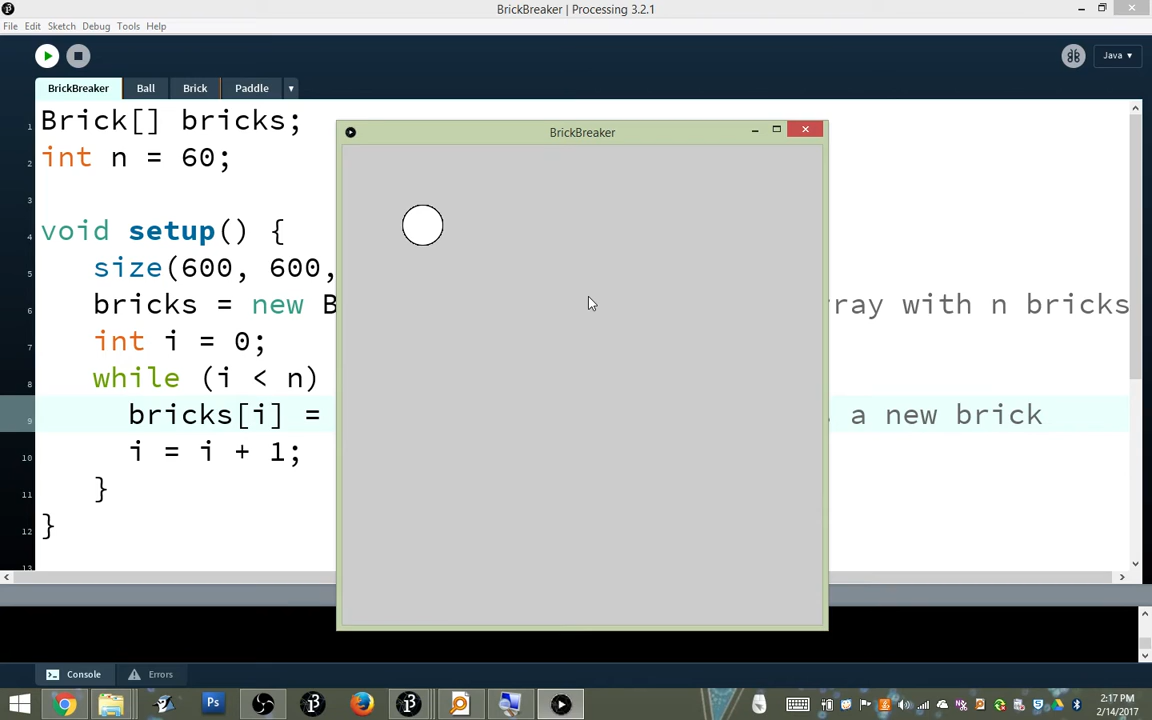 BrickBreaker | Processing 3.2.1
File Edit Sketch Debug Tools Help
Java ▾
BrickBreaker Ball Brick Paddle ▾
BrickBreaker
1 Brick[] bricks;
2 int n = 60;
3
4 void setup() {
5 size(600, 600,
6 bricks = new B rray with n bricks
7 int i = 0;
8 while (i < n)
9 bricks[i] = a new brick
10 i = i + 1;
11 }
12 }
13
Console Errors
Ps
2:17 PM
2/14/2017